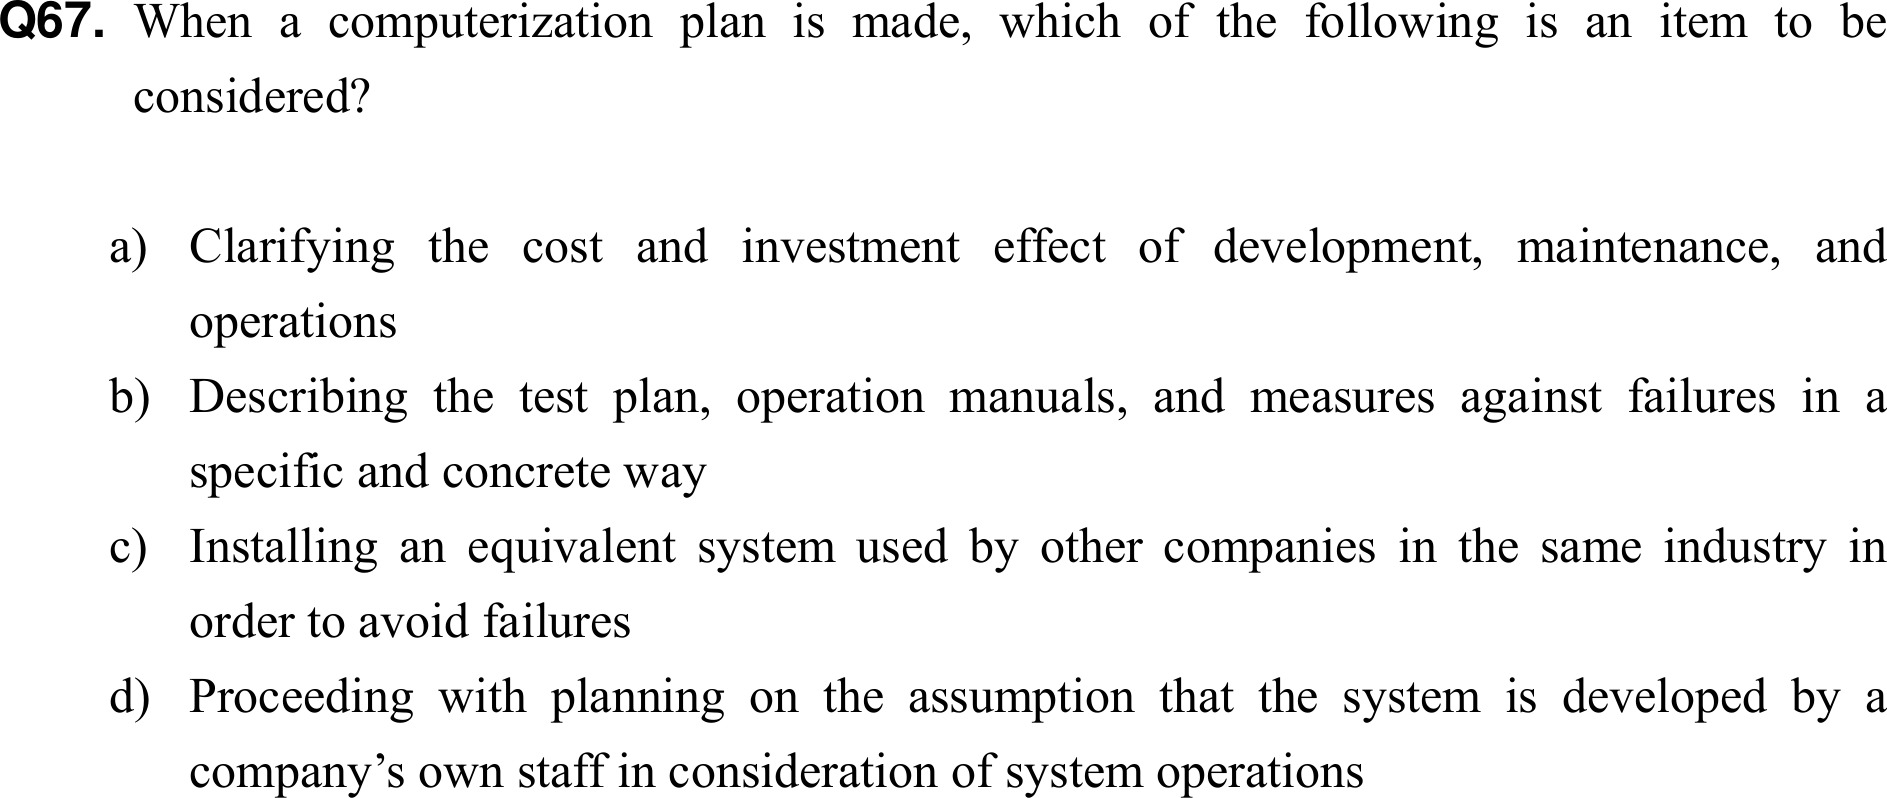 Q67. When a computerization plan is made, which of the following is an item to be
considered?
a) Clarifying the cost and investment effect of development, maintenance, and
operations
b) Describing the test plan, operation manuals, and measures against failures in a
specific and concrete way
c) Installing an equivalent system used by other companies in the same industry in
order to avoid failures
d) Proceeding with planning on the assumption that the system is developed by a
company’s own staff in consideration of system operations